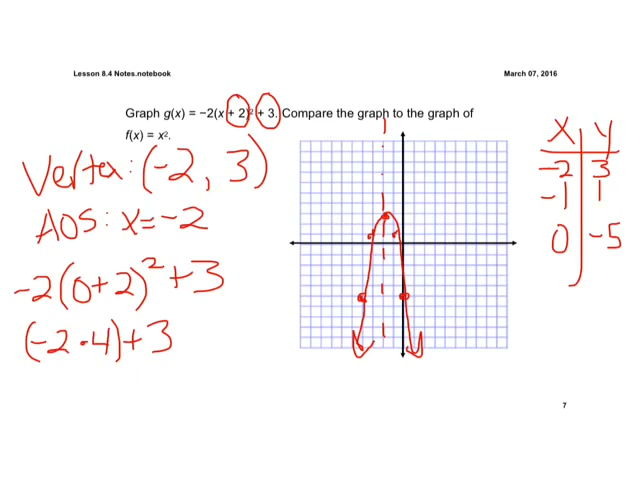 Lesson 8.4 Notes.notebook
March 07, 2016
Graph g(x) = −2(x + 2)² + 3. Compare the graph to the graph of
f(x) = x².
Vertex: (-2, 3)
AOS: x=-2
-2(0+2)²+3
(-2·4)+3
X Y
-2 3
-1 1
0 -5
7